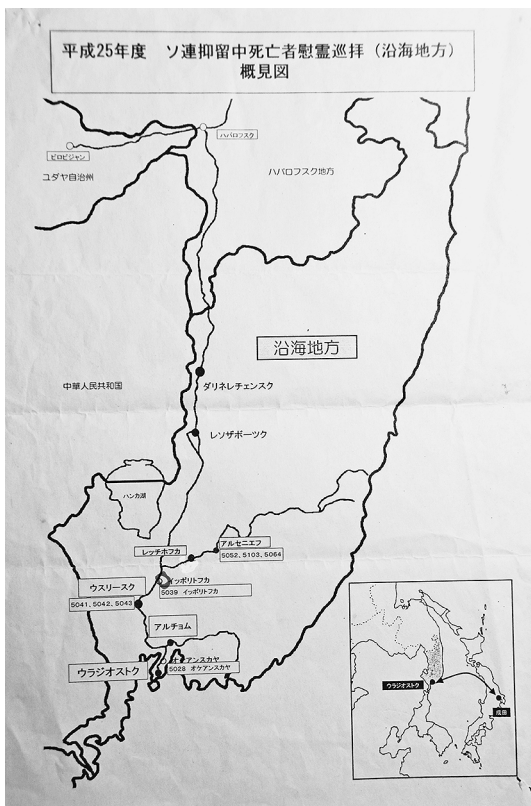 平成25年度　ソ連抑留中死亡者慰霊巡拝（沿海地方）
概見図
ハバロフスク
ビロビジャン
ユダヤ自治州
ハバロフスク地方
沿海地方
中華人民共和国
ダリネレチェンスク
レソザボーツク
ハンカ湖
アルセニエフ
レッチホフカ
5052、5103、5064
イッポリトフカ
ウスリースク
5039 イッポリトフカ
5041、5042、5043
アルチョム
オケアンスカヤ
ウラジオストク
5028 オケアンスカヤ
ウラジオストク
成田